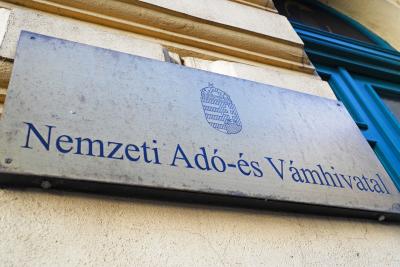 Nemzeti Adó-és Vámhivatal